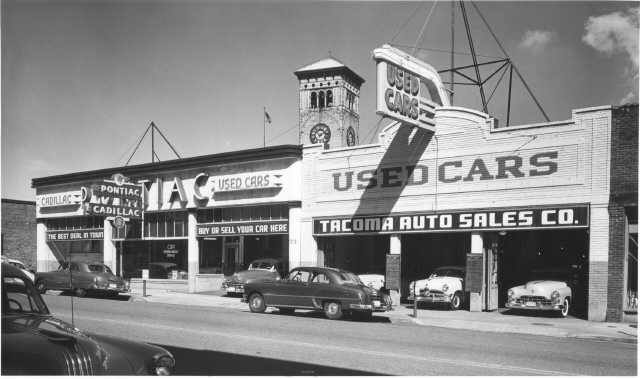 CADILLAC
PONTIAC
CADILLAC
USED CARS
THE BEST DEAL IN TOWN
BUY OR SELL YOUR CAR HERE
USED
CARS
USED CARS
TACOMA AUTO SALES CO.